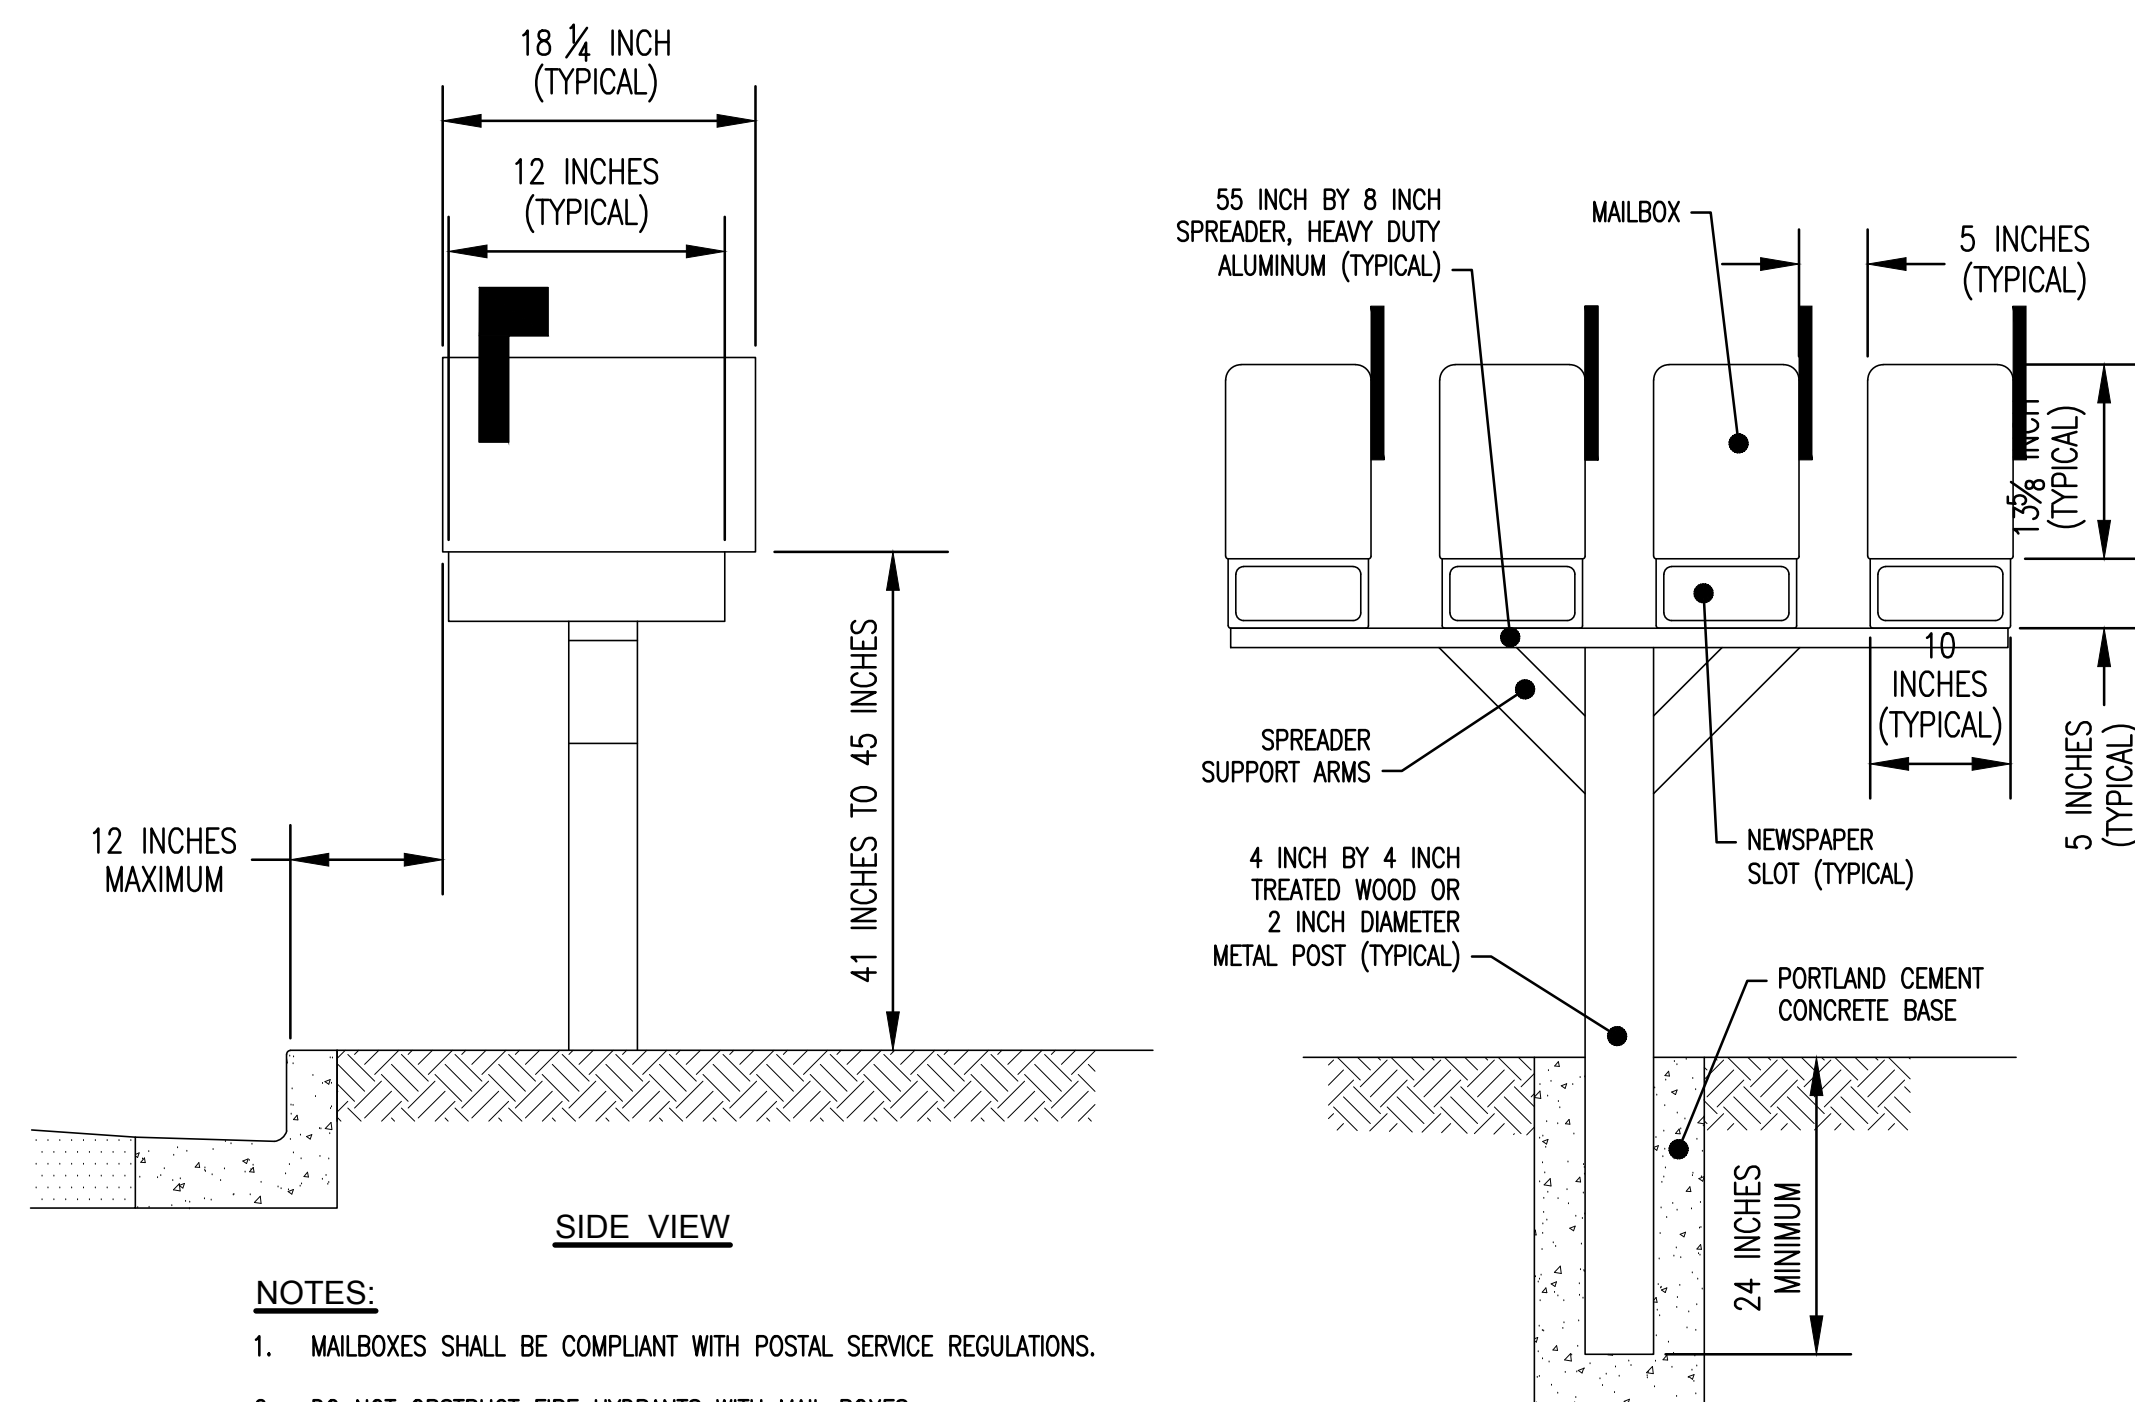 18 ¼ INCH
(TYPICAL)
12 INCHES
(TYPICAL)
12 INCHES
MAXIMUM
41 INCHES TO 45 INCHES
SIDE VIEW
55 INCH BY 8 INCH
SPREADER, HEAVY DUTY
ALUMINUM (TYPICAL)
MAILBOX
5 INCHES
(TYPICAL)
13⅝ INCH
(TYPICAL)
10
INCHES
(TYPICAL)
5 INCHES
(TYPICAL)
SPREADER
SUPPORT ARMS
NEWSPAPER
SLOT (TYPICAL)
4 INCH BY 4 INCH
TREATED WOOD OR
2 INCH DIAMETER
METAL POST (TYPICAL)
PORTLAND CEMENT
CONCRETE BASE
24 INCHES
MINIMUM
NOTES:
1. MAILBOXES SHALL BE COMPLIANT WITH POSTAL SERVICE REGULATIONS.